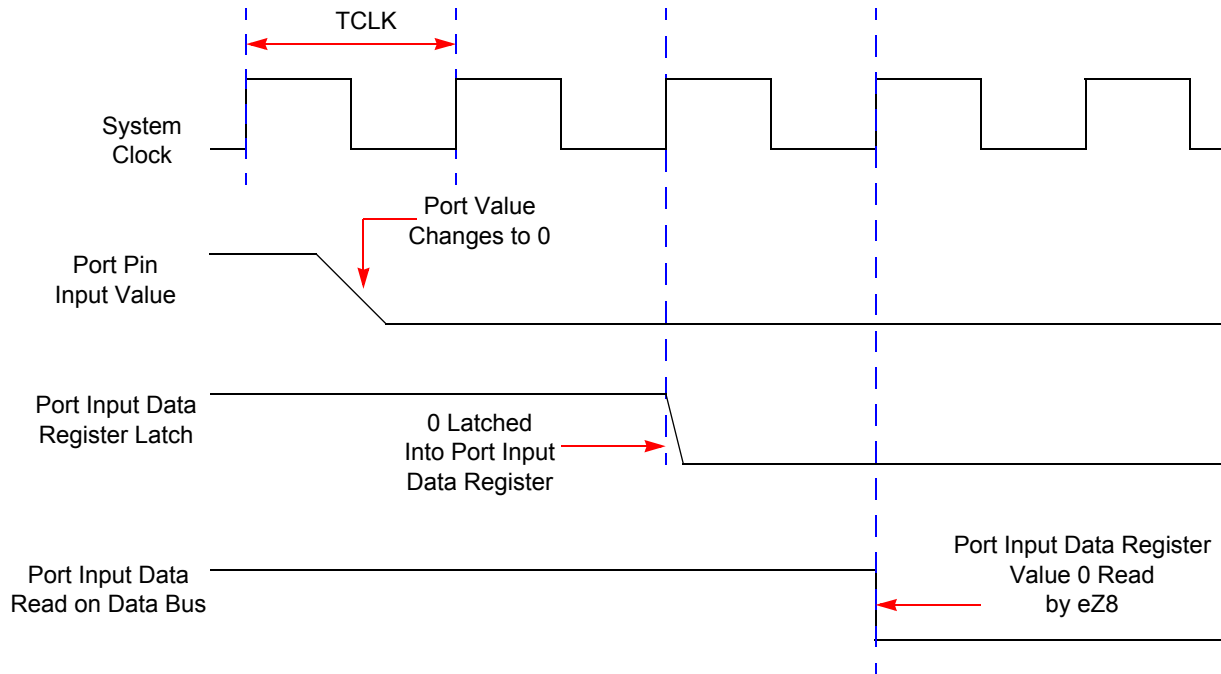 TCLK
System
Clock
Port Value
Changes to 0
Port Pin
Input Value
Port Input Data
Register Latch
0 Latched
Into Port Input
Data Register
Port Input Data
Read on Data Bus
Port Input Data Register
Value 0 Read
by eZ8